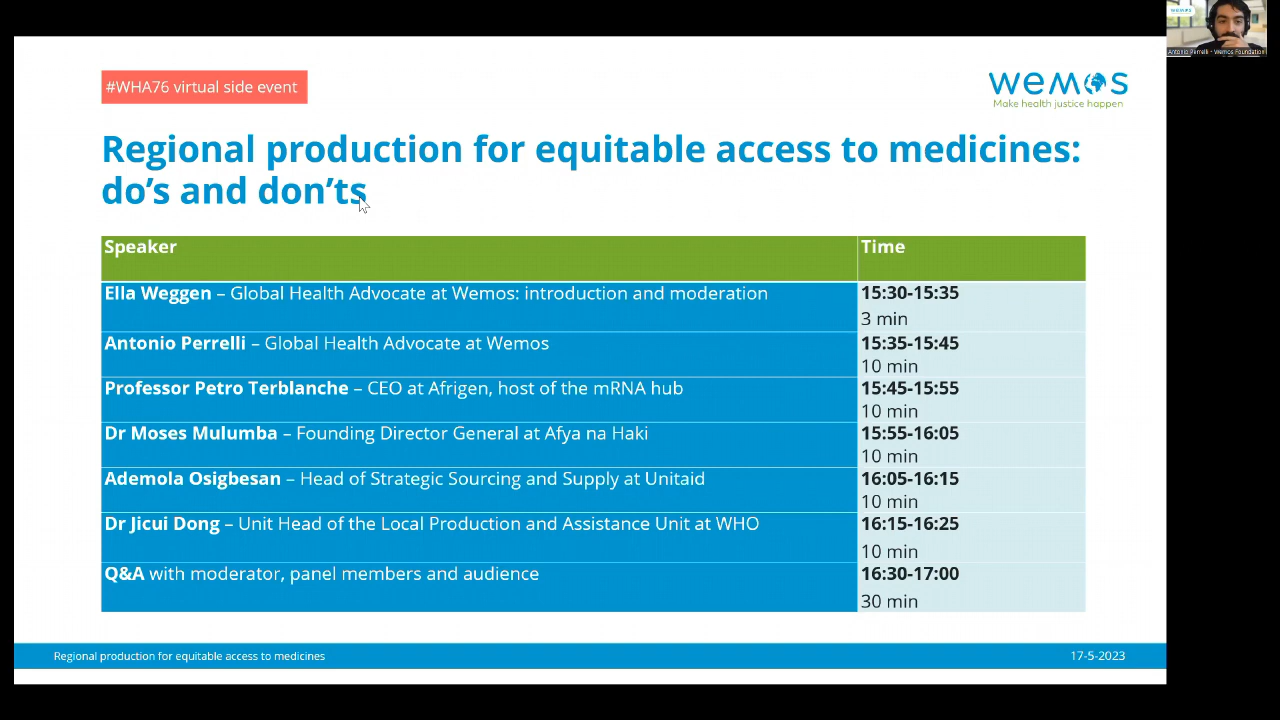 wemos
Antonio Perrelli - Wemos Foundation
#WHA76 virtual side event
wemos
Make health justice happen
Regional production for equitable access to medicines:
do’s and don’ts
Speaker
Time
Ella Weggen – Global Health Advocate at Wemos: introduction and moderation
15:30-15:35
3 min
Antonio Perrelli – Global Health Advocate at Wemos
15:35-15:45
10 min
Professor Petro Terblanche – CEO at Afrigen, host of the mRNA hub
15:45-15:55
10 min
Dr Moses Mulumba – Founding Director General at Afya na Haki
15:55-16:05
10 min
Ademola Osigbesan – Head of Strategic Sourcing and Supply at Unitaid
16:05-16:15
10 min
Dr Jicui Dong – Unit Head of the Local Production and Assistance Unit at WHO
16:15-16:25
10 min
Q&A with moderator, panel members and audience
16:30-17:00
30 min
Regional production for equitable access to medicines
17-5-2023